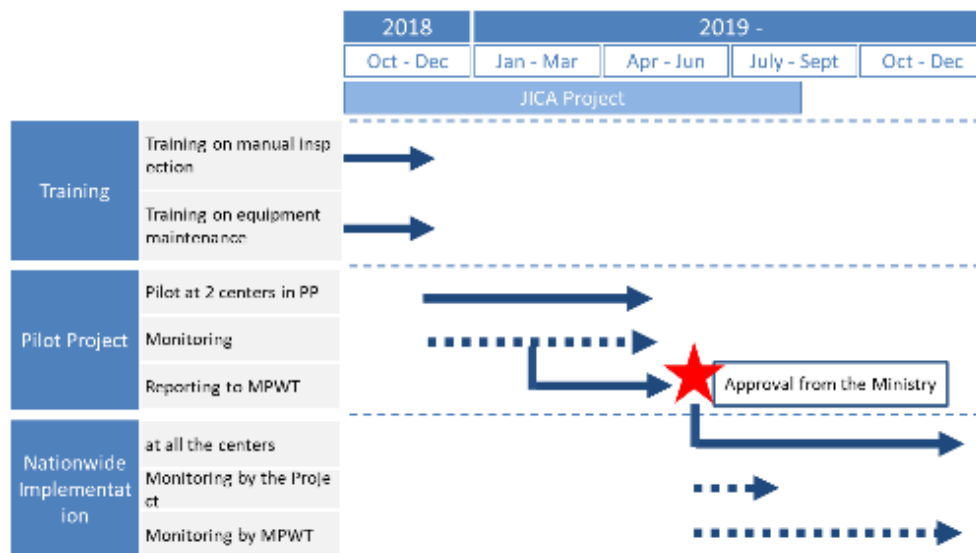 2018
2019 -
Oct - Dec
Jan - Mar
Apr - Jun
July - Sept
Oct - Dec
JICA Project
Training
Training on manual insp
ection
Training on equipment
maintenance
Pilot Project
Pilot at 2 centers in PP
Monitoring
Reporting to MPWT
Approval from the Ministry
Nationwide
Implementat
ion
at all the centers
Monitoring by the Proje
ct
Monitoring by MPWT